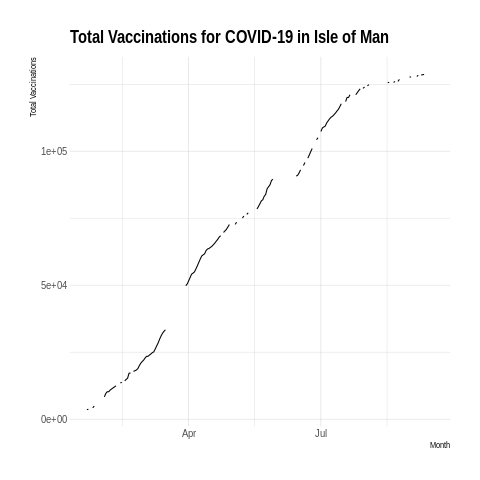 Total Vaccinations for COVID-19 in Isle of Man
Total Vaccinations
1e+05
5e+04
0e+00
Apr
Jul
Month